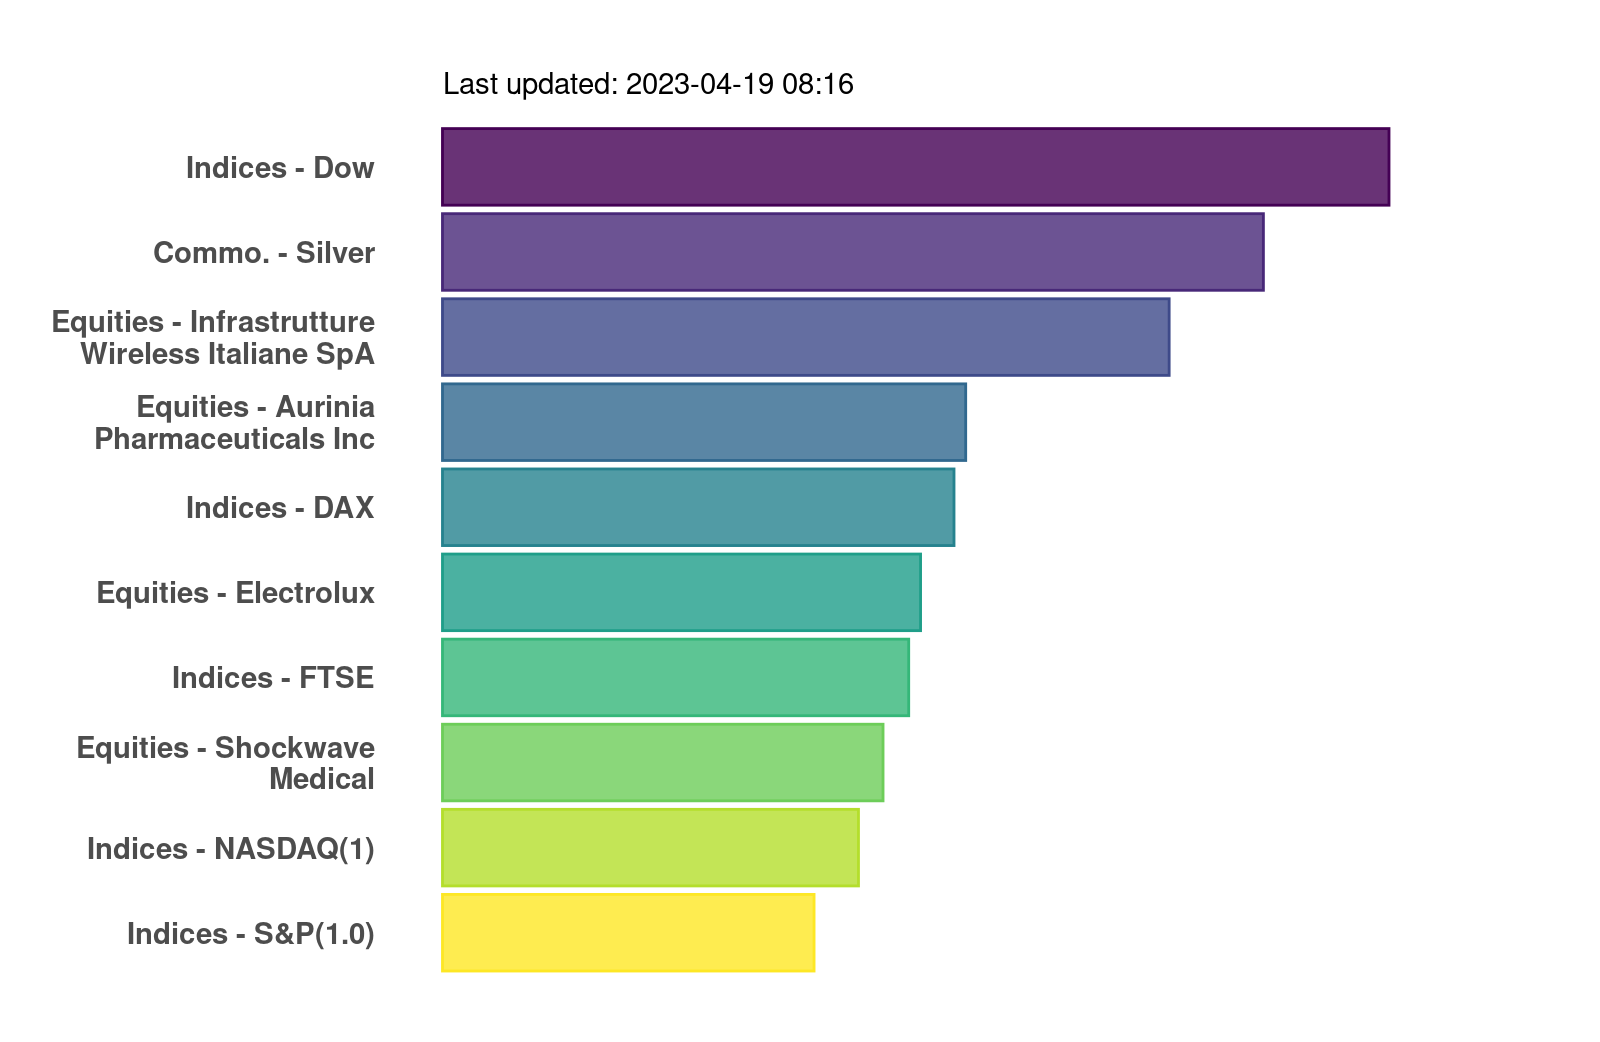 Last updated: 2023-04-19 08:16
Indices - Dow
Commo. - Silver
Equities - Infrastrutture
Wireless Italiane SpA
Equities - Aurinia
Pharmaceuticals Inc
Indices - DAX
Equities - Electrolux
Indices - FTSE
Equities - Shockwave
Medical
Indices - NASDAQ(1)
Indices - S&P(1.0)